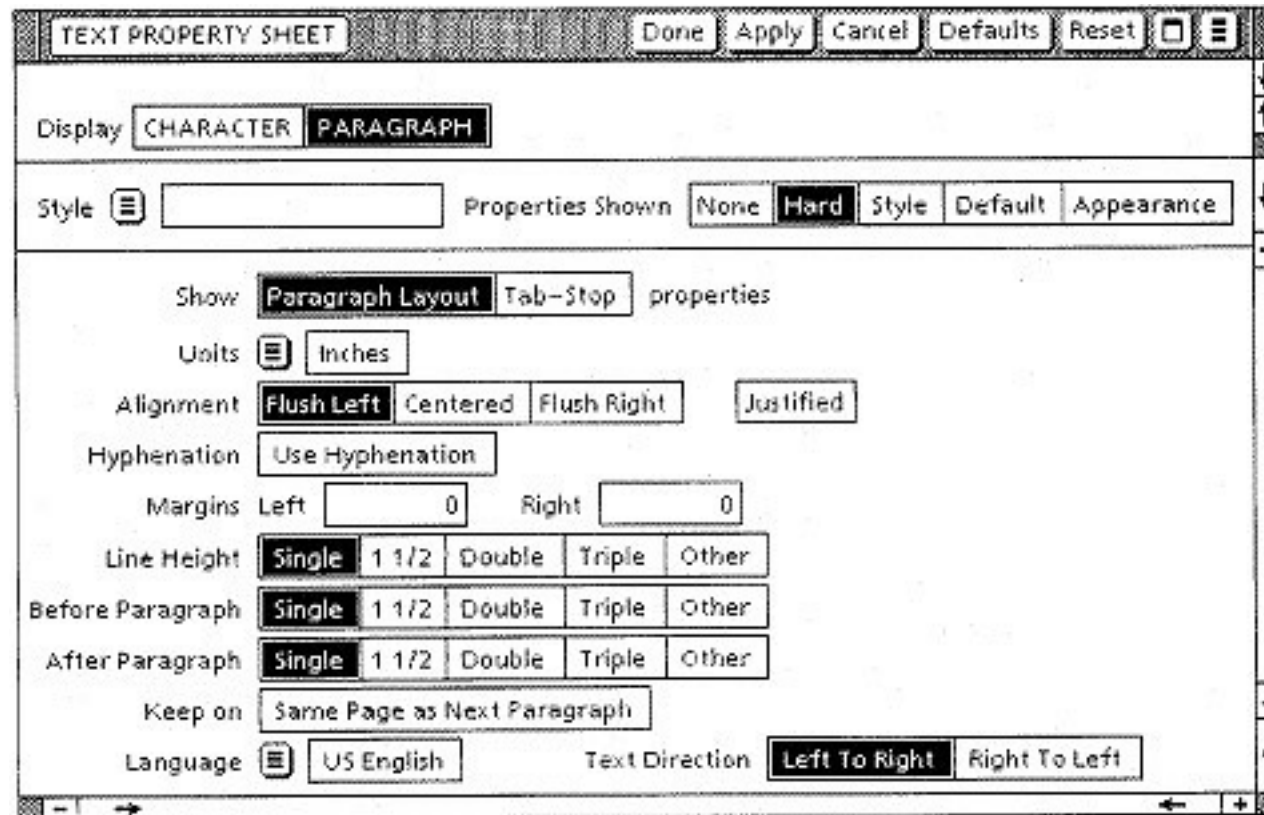 TEXT PROPERTY SHEET Done Apply Cancel Defaults Reset
Display CHARACTER PARAGRAPH
Style Properties Shown None Hard Style Default Appearance
Show Paragraph Layout Tab-Stop properties
Units Inches
Alignment Flush Left Centered Flush Right Justified
Hyphenation Use Hyphenation
Margins Left 0 Right 0
Line Height Single 1 1/2 Double Triple Other
Before Paragraph Single 1 1/2 Double Triple Other
After Paragraph Single 1 1/2 Double Triple Other
Keep on Same Page as Next Paragraph
Language US English Text Direction Left To Right Right To Left